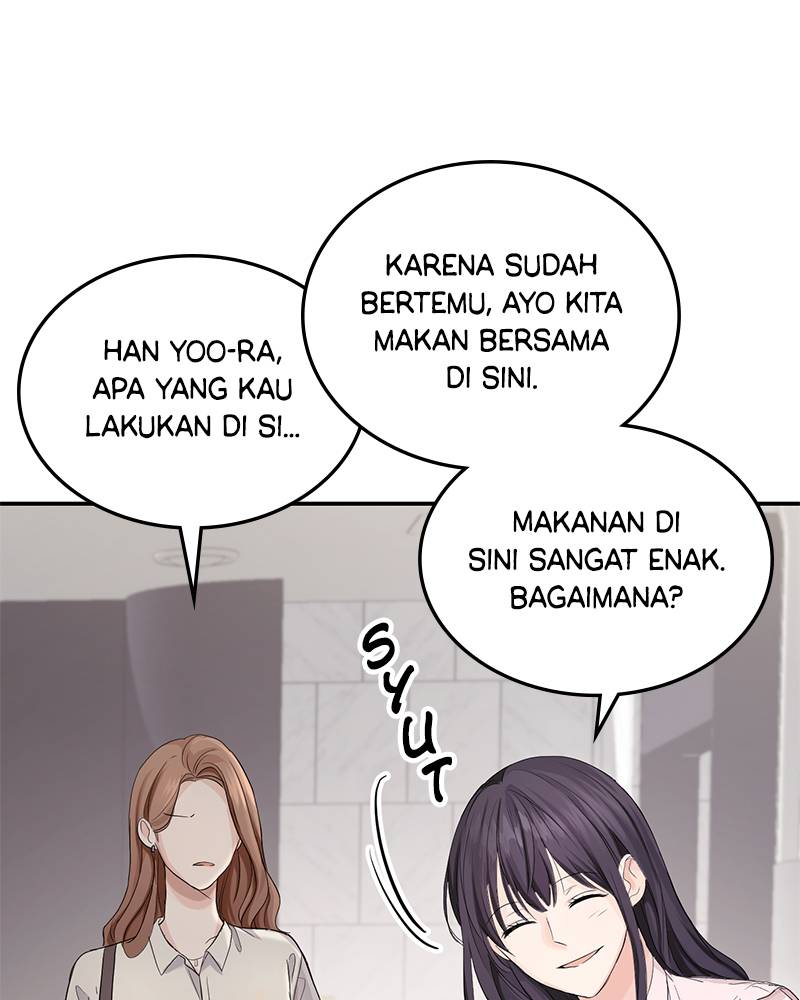 HAN YOO-RA,
APA YANG KAU
LAKUKAN DI SI...
KARENA SUDAH
BERTEMU, AYO KITA
MAKAN BERSAMA
DI SINI.
MAKANAN DI
SINI SANGAT ENAK.
BAGAIMANA?
SYUT